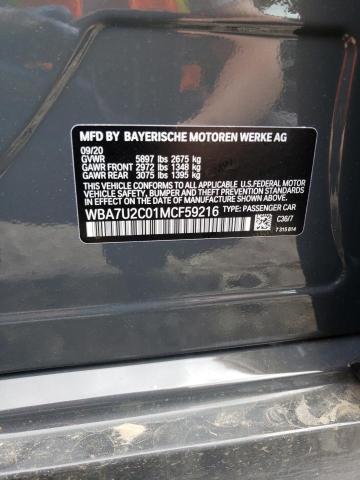 MFD BY BAYERISCHE MOTOREN WERKE AG
09/20
GVWR 5897 lbs 2675 kg
GAWR FRONT 2972 lbs 1348 kg
GAWR REAR 3075 lbs 1395 kg
THIS VEHICLE CONFORMS TO ALL APPLICABLE U.S.FEDERAL MOTOR
VEHICLE SAFETY, BUMPER, AND THEFT PREVENTION STANDARDS
IN EFFECT ON THE DATE OF MANUFACTURE SHOWN ABOVE.
WBA7U2C01MCF59216 TYPE: PASSENGER CAR
C36/7
7 315 814